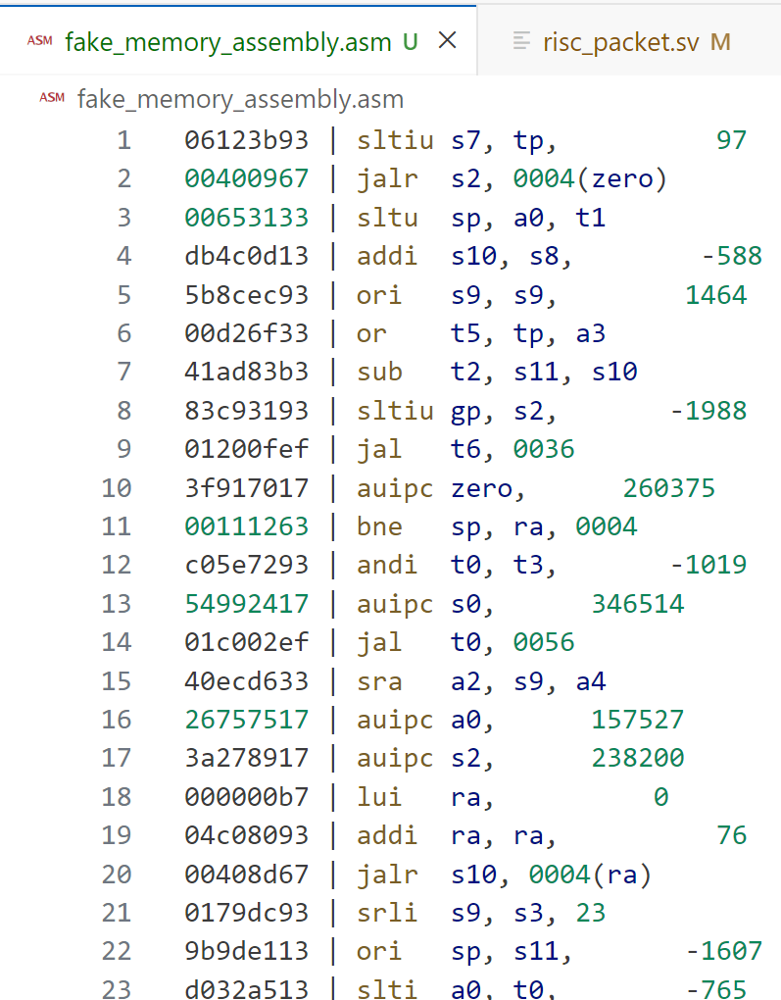 ASM fake_memory_assembly.asm U × risc_packet.sv M
ASM fake_memory_assembly.asm
1 06123b93 | sltiu s7, tp, 97
2 00400967 | jalr s2, 0004(zero)
3 00653133 | sltu sp, a0, t1
4 db4c0d13 | addi s10, s8, -588
5 5b8cec93 | ori s9, s9, 1464
6 00d26f33 | or t5, tp, a3
7 41ad83b3 | sub t2, s11, s10
8 83c93193 | sltiu gp, s2, -1988
9 01200fef | jal t6, 0036
10 3f917017 | auipc zero, 260375
11 00111263 | bne sp, ra, 0004
12 c05e7293 | andi t0, t3, -1019
13 54992417 | auipc s0, 346514
14 01c002ef | jal t0, 0056
15 40ecd633 | sra a2, s9, a4
16 26757517 | auipc a0, 157527
17 3a278917 | auipc s2, 238200
18 000000b7 | lui ra, 0
19 04c08093 | addi ra, ra, 76
20 00408d67 | jalr s10, 0004(ra)
21 0179dc93 | srli s9, s3, 23
22 9b9de113 | ori sp, s11, -1607
23 d032a513 | slti a0, t0, -765